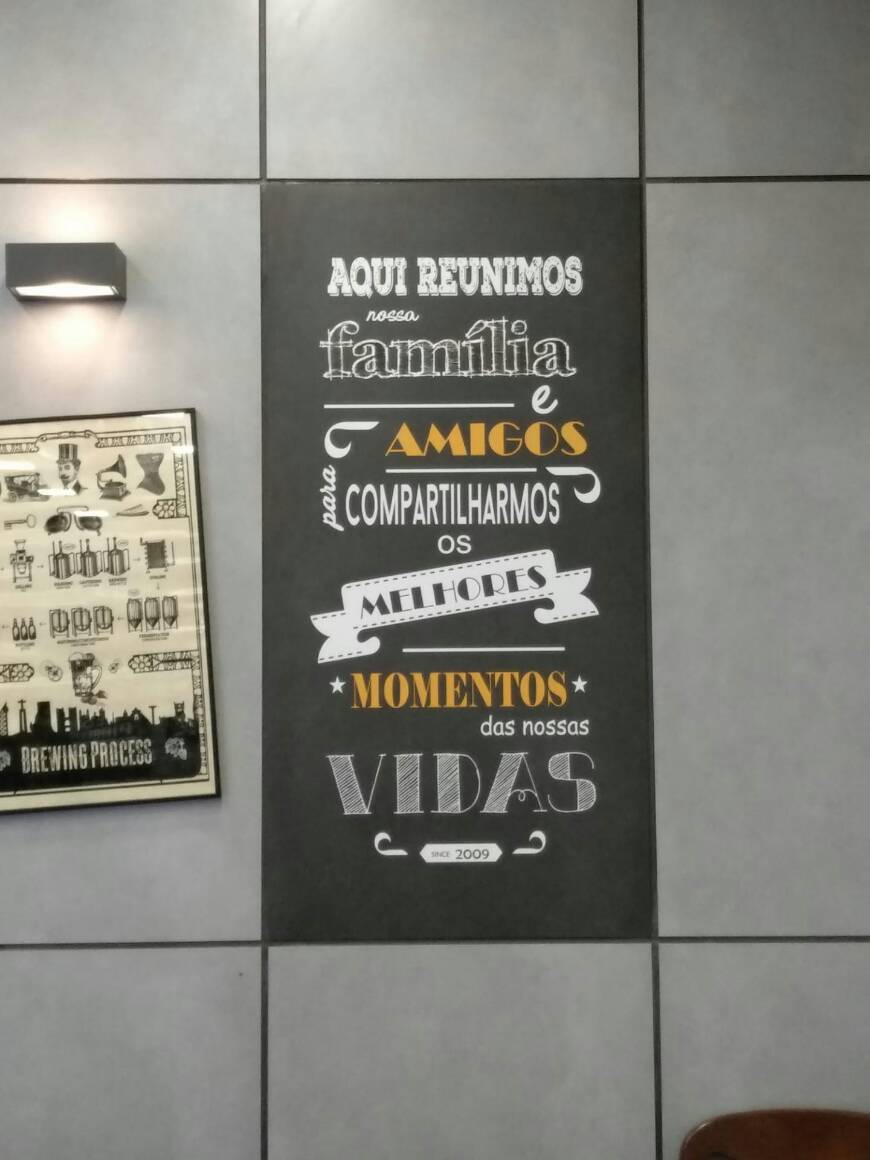 AQUI REUNIMOS
nossa
família
e
AMIGOS
para
COMPARTILHARMOS
OS
MELHORES
MOMENTOS
das nossas
VIDAS
SINCE 2009
BREWING PROCESS